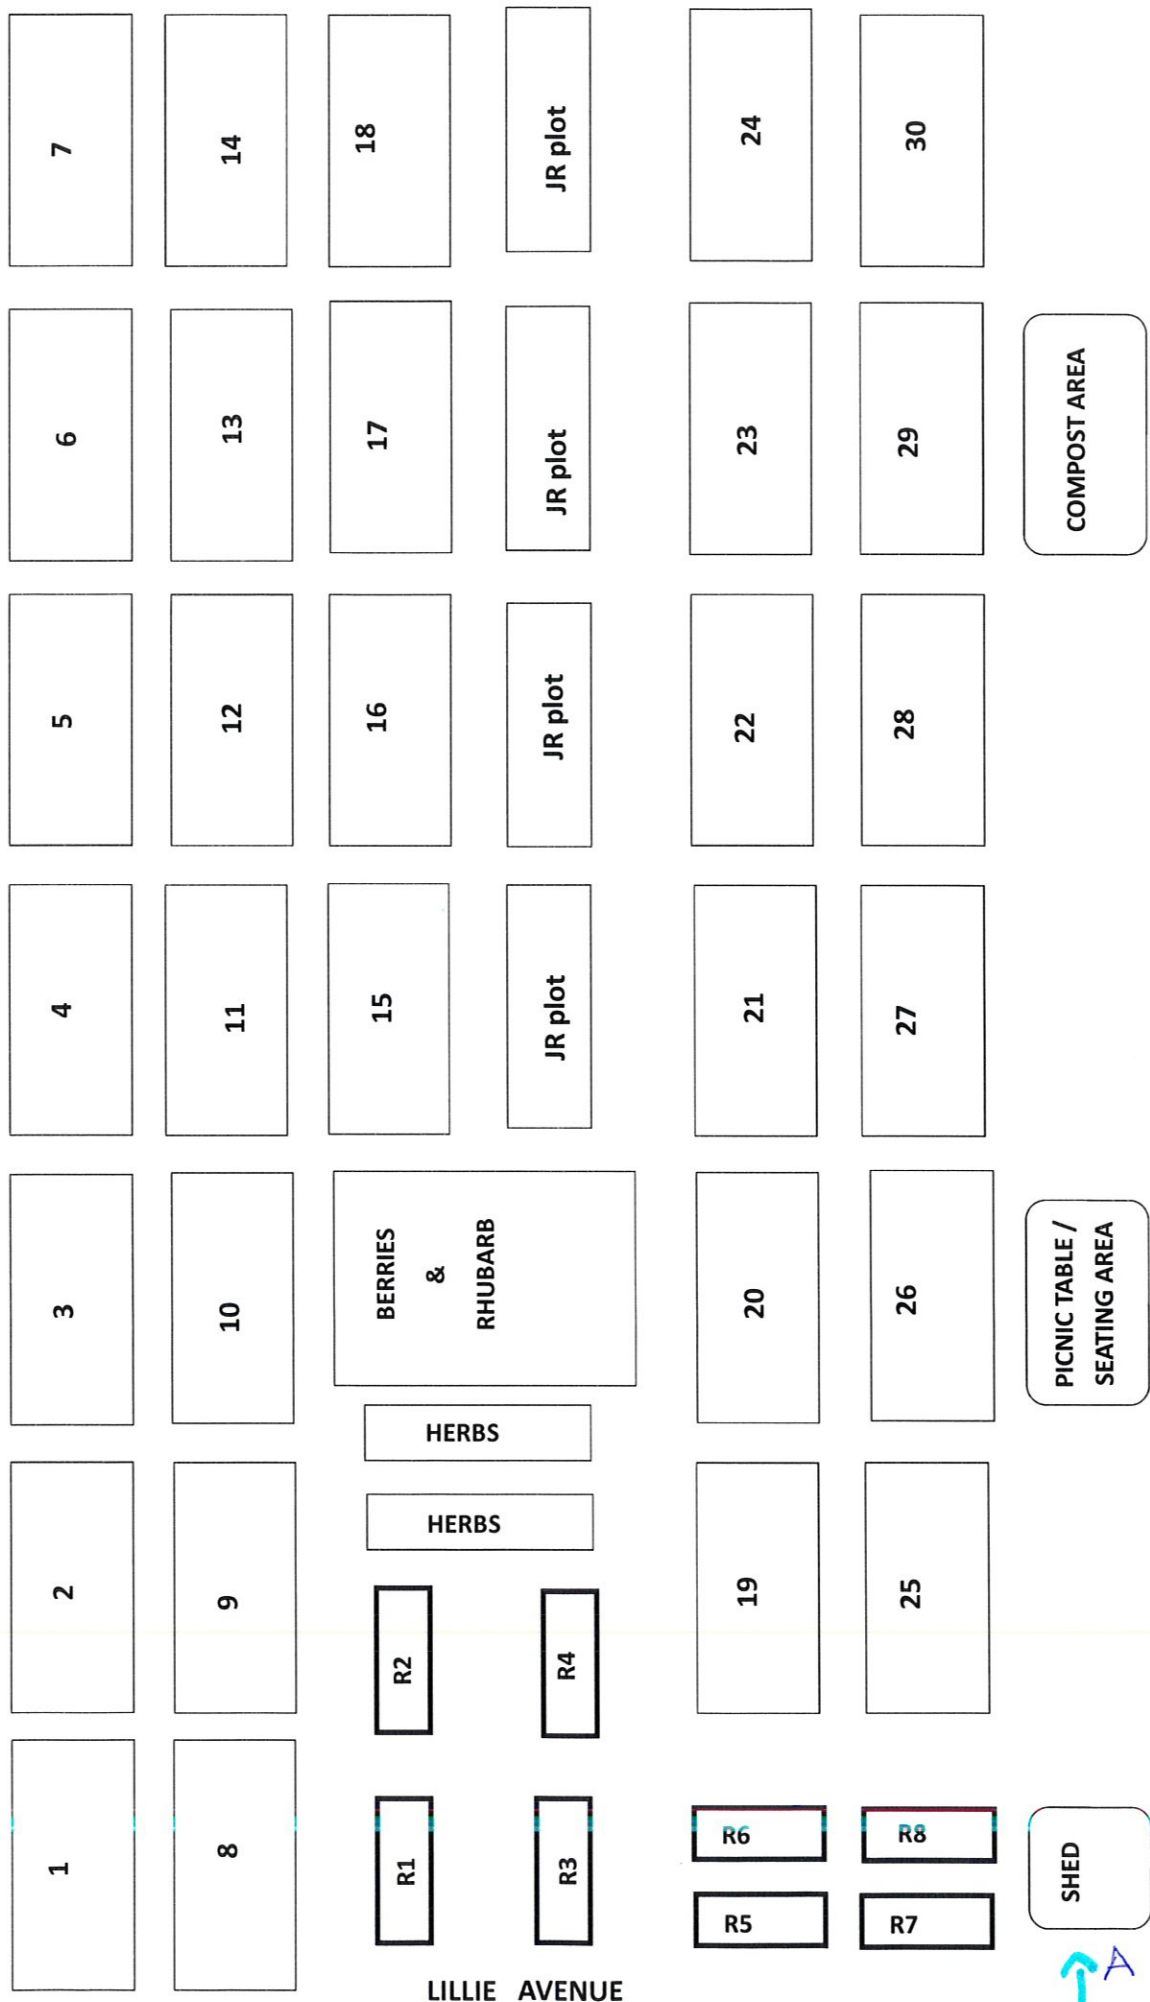 7
14
18
JR plot
24
30
6
13
17
JR plot
23
29
COMPOST AREA
5
12
16
JR plot
22
28
4
11
15
JR plot
21
27
3
10
BERRIES
&
RHUBARB
20
26
PICNIC TABLE /
SEATING AREA
HERBS
HERBS
2
9
R2
R4
19
25
1
8
R1
R3
R6
R8
R5
R7
SHED
LILLIE AVENUE
A